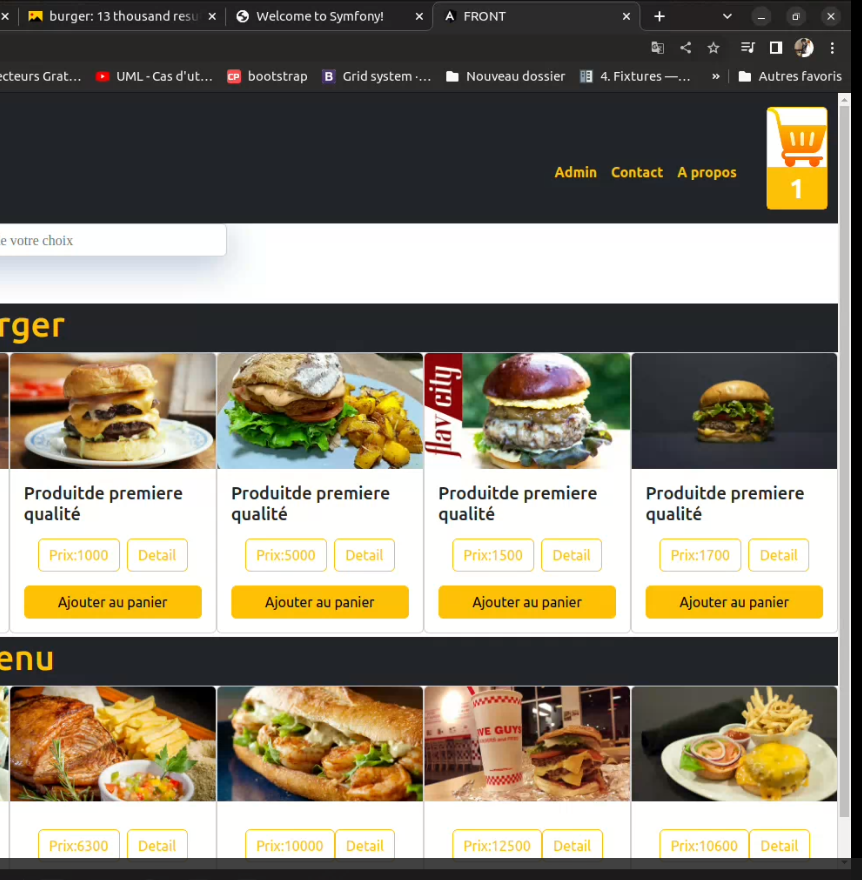 burger: 13 thousand resu
Welcome to Symfony!
FRONT
ecteurs Grat…
UML - Cas d'ut…
CP bootstrap
B Grid system ·…
Nouveau dossier
4. Fixtures —…
»
Autres favoris
Admin
Contact
A propos
1
e votre choix
rger
flav city
Produitde premiere
qualité
Prix:1000
Detail
Ajouter au panier
Produitde premiere
qualité
Prix:5000
Detail
Ajouter au panier
Produitde premiere
qualité
Prix:1500
Detail
Ajouter au panier
Produitde premiere
qualité
Prix:1700
Detail
Ajouter au panier
enu
VE GUYS
Prix:6300
Detail
Prix:10000
Detail
Prix:12500
Detail
Prix:10600
Detail